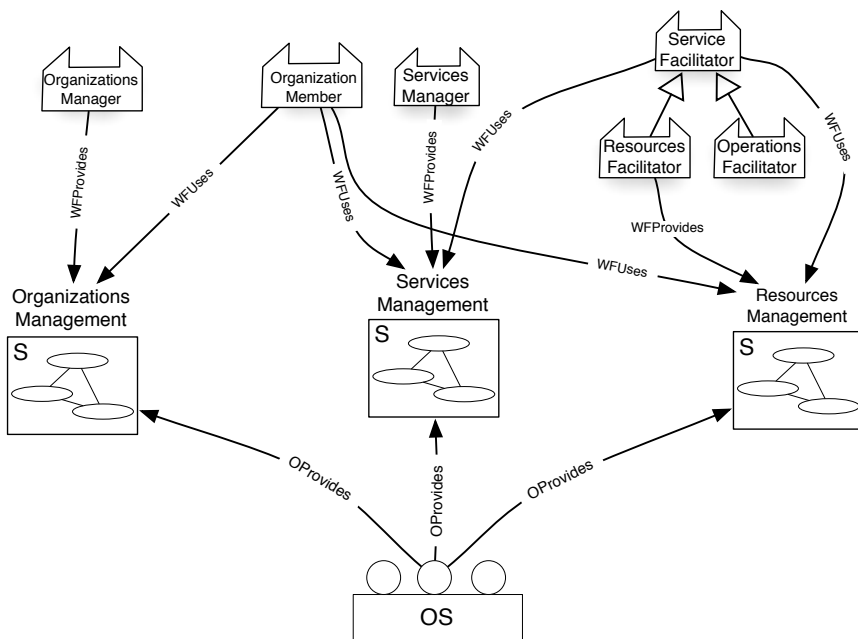 Service
Facilitator
Organizations
Manager
Organization
Member
Services
Manager
Resources
Facilitator
Operations
Facilitator
WFProvides
WFUses
WFUses
WFProvides
WFUses
WFUses
WFProvides
WFUses
Organizations
Management
Services
Management
Resources
Management
S
S
S
OProvides
OProvides
OProvides
OS